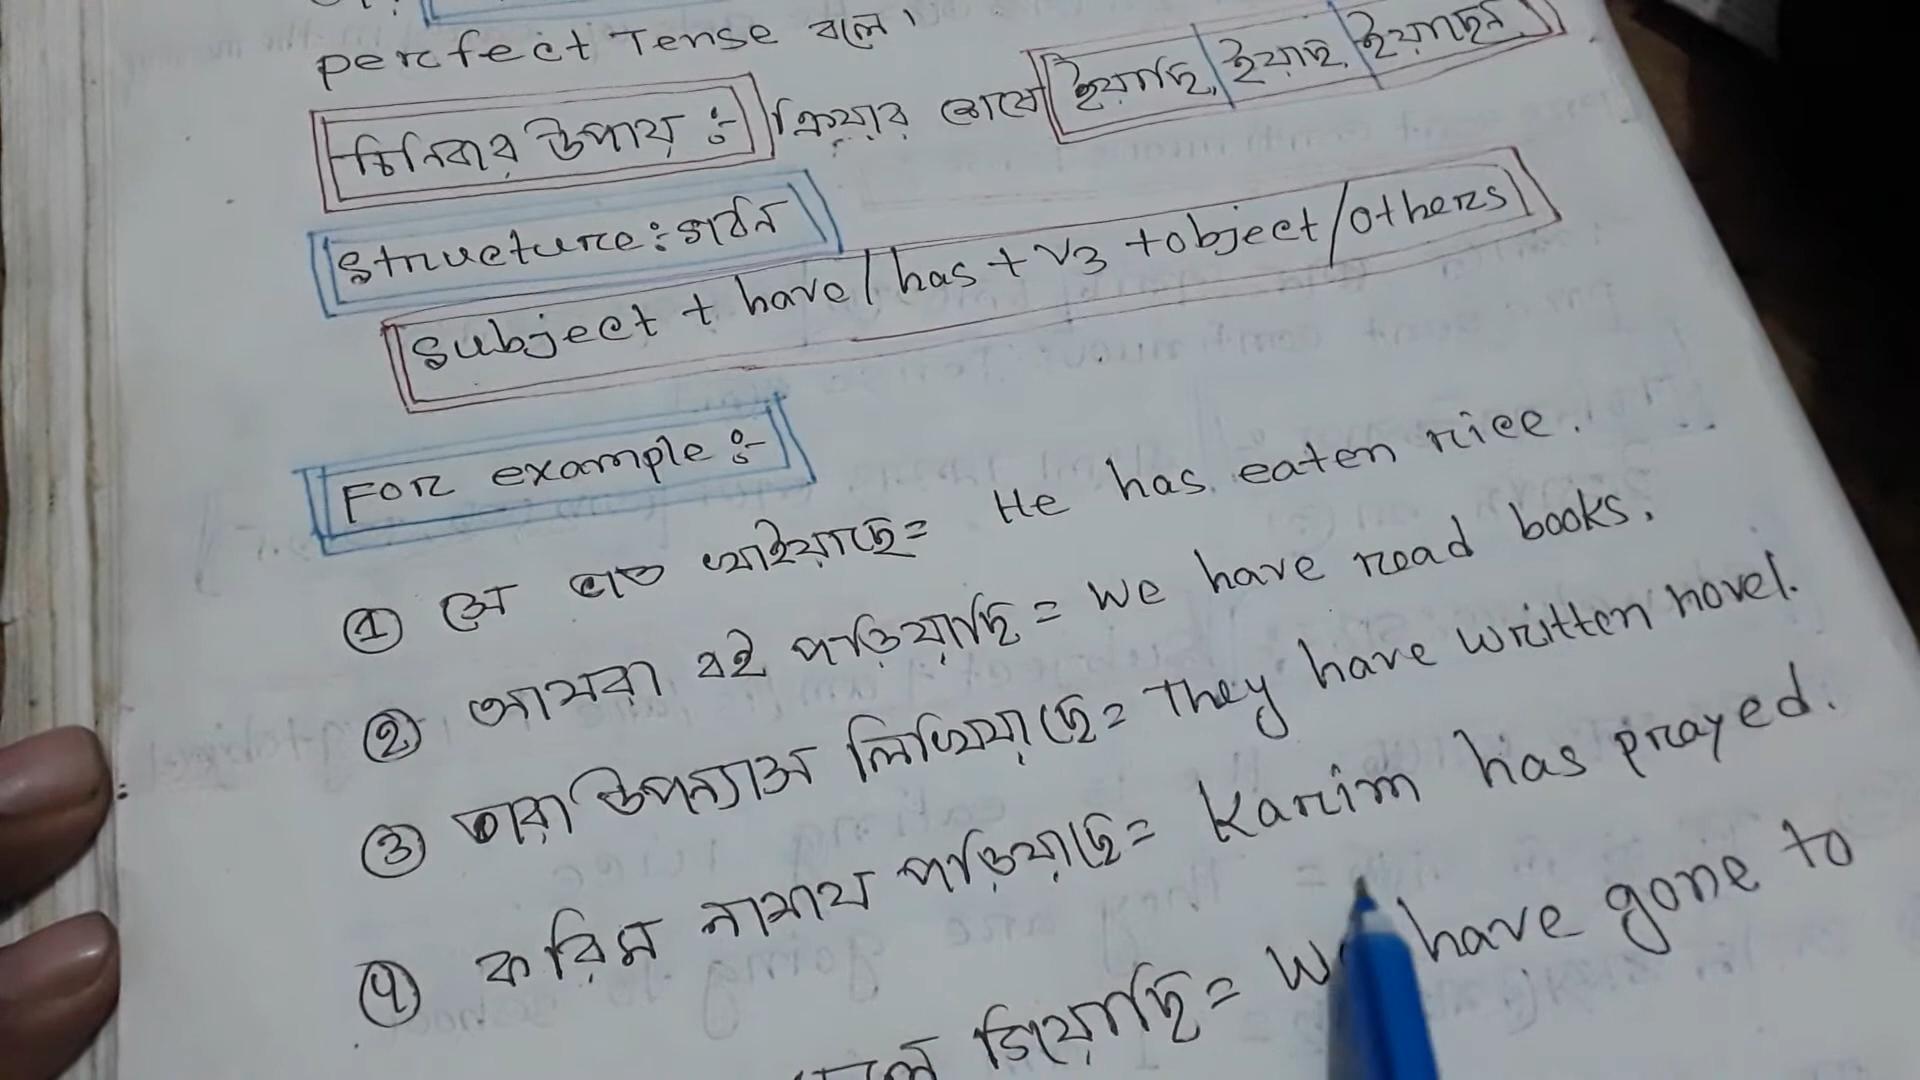 perfect Tense বলে।
চিনিবার উপায় ঃ- ক্রিয়ার শেষে ইয়াছি, ইয়াছ, ইয়াছেন,
Structure: গঠন
Subject + have/has + V3 + object/others
For example ঃ-
① সে ভাত খাইয়াছে = He has eaten rice.
② আমরা বই পড়িয়াছি = We have read books.
③ তারা উপন্যাস লিখিয়াছে = They have written novel.
④ করিম নামায পড়িয়াছে = Karim has prayed.
গিয়েছি = We have gone to